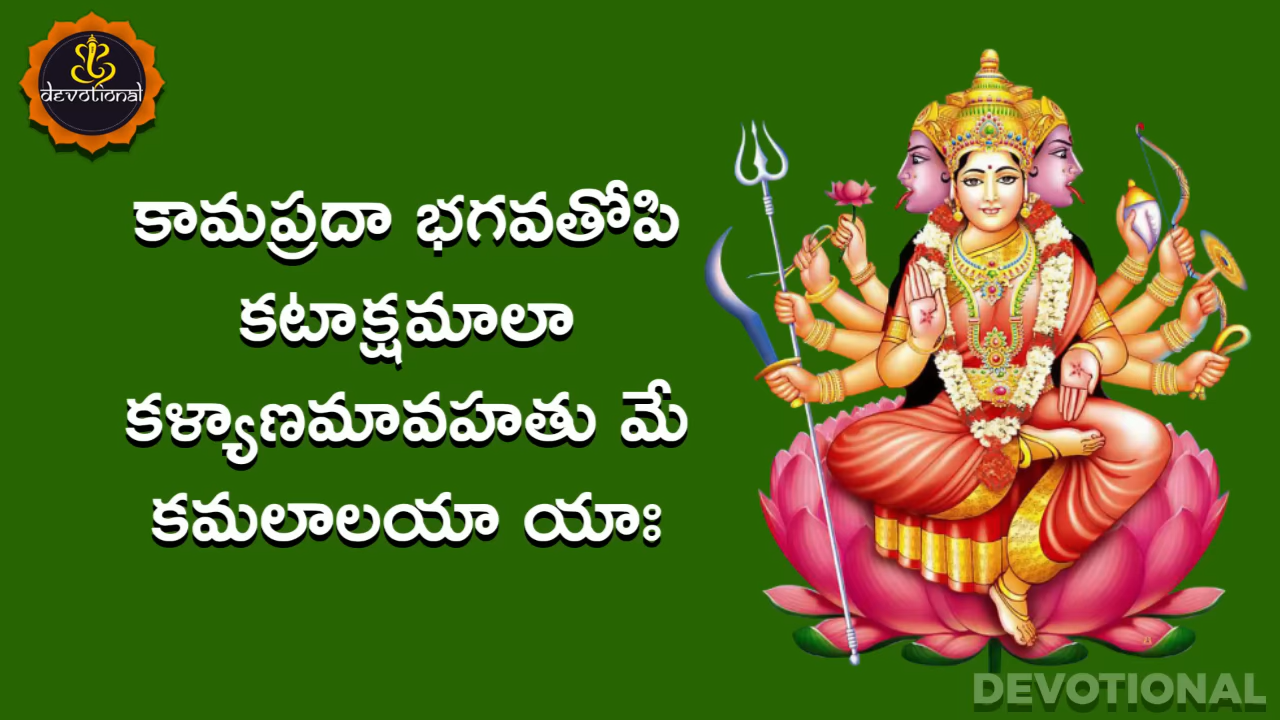 devotional
కామప్రదా భగవతోపి
కటాక్షమాలా
కళ్యాణమావహతు మే
కమలాలయా యాః
DEVOTIONAL